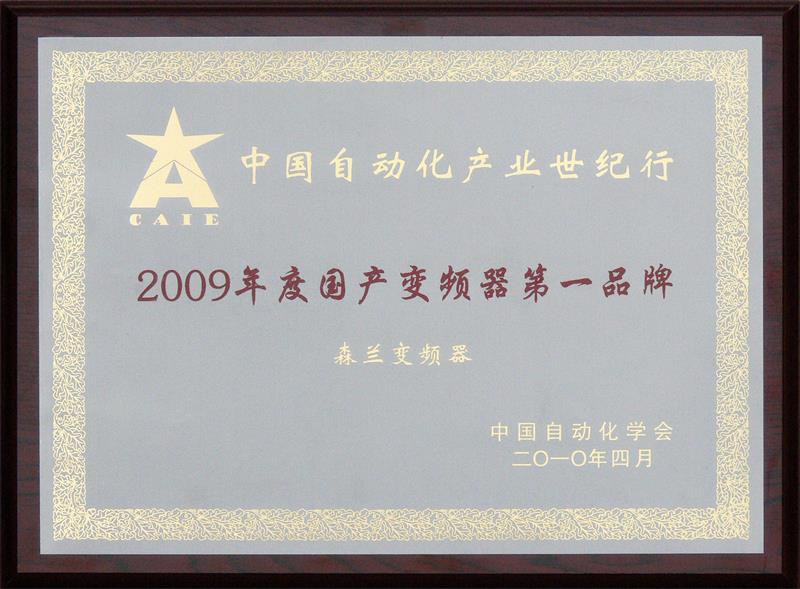 中国自动化产业世纪行
CAIE
2009年度国产变频器第一品牌
森兰变频器
中国自动化学会
二〇一〇年四月